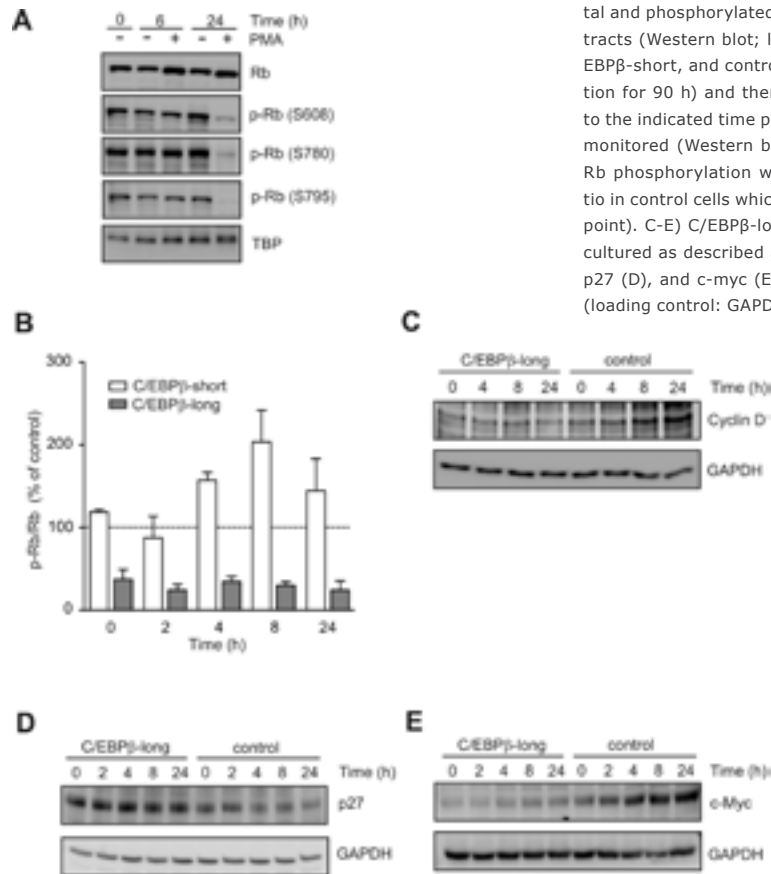 tal and phosphorylated
tracts (Western blot; l
EBPβ-short, and contro
tion for 90 h) and ther
to the indicated time p
monitored (Western b
Rb phosphorylation w
tio in control cells whic
point). C-E) C/EBPβ-lo
cultured as described
p27 (D), and c-myc (E
(loading control: GAPD
A
0 6 24 Time (h)
- - + - + PMA
Rb
p-Rb (S608)
p-Rb (S780)
p-Rb (S795)
TBP
B
300
200
100
0
p-Rb/Rb (% of control)
C/EBPβ-short
C/EBPβ-long
0 2 4 8 24
Time (h)
C
C/EBPβ-long control
0 4 8 24 0 4 8 24 Time (h)
Cyclin D
GAPDH
D
C/EBPβ-long control
0 2 4 8 24 0 2 4 8 24 Time (h)
p27
GAPDH
E
C/EBPβ-long control
0 2 4 8 24 0 2 4 8 24 Time (h)
c-Myc
GAPDH